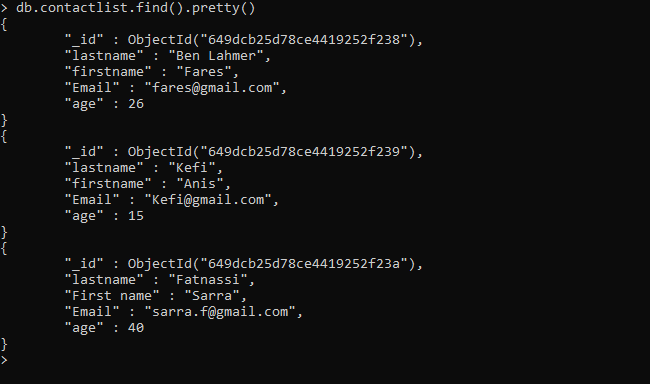 > db.contactlist.find().pretty()
{
        "_id" : ObjectId("649dcb25d78ce4419252f238"),
        "lastname" : "Ben Lahmer",
        "firstname" : "Fares",
        "Email" : "fares@gmail.com",
        "age" : 26
}
{
        "_id" : ObjectId("649dcb25d78ce4419252f239"),
        "lastname" : "Kefi",
        "firstname" : "Anis",
        "Email" : "Kefi@gmail.com",
        "age" : 15
}
{
        "_id" : ObjectId("649dcb25d78ce4419252f23a"),
        "lastname" : "Fatnassi",
        "First name" : "Sarra",
        "Email" : "sarra.f@gmail.com",
        "age" : 40
}
>